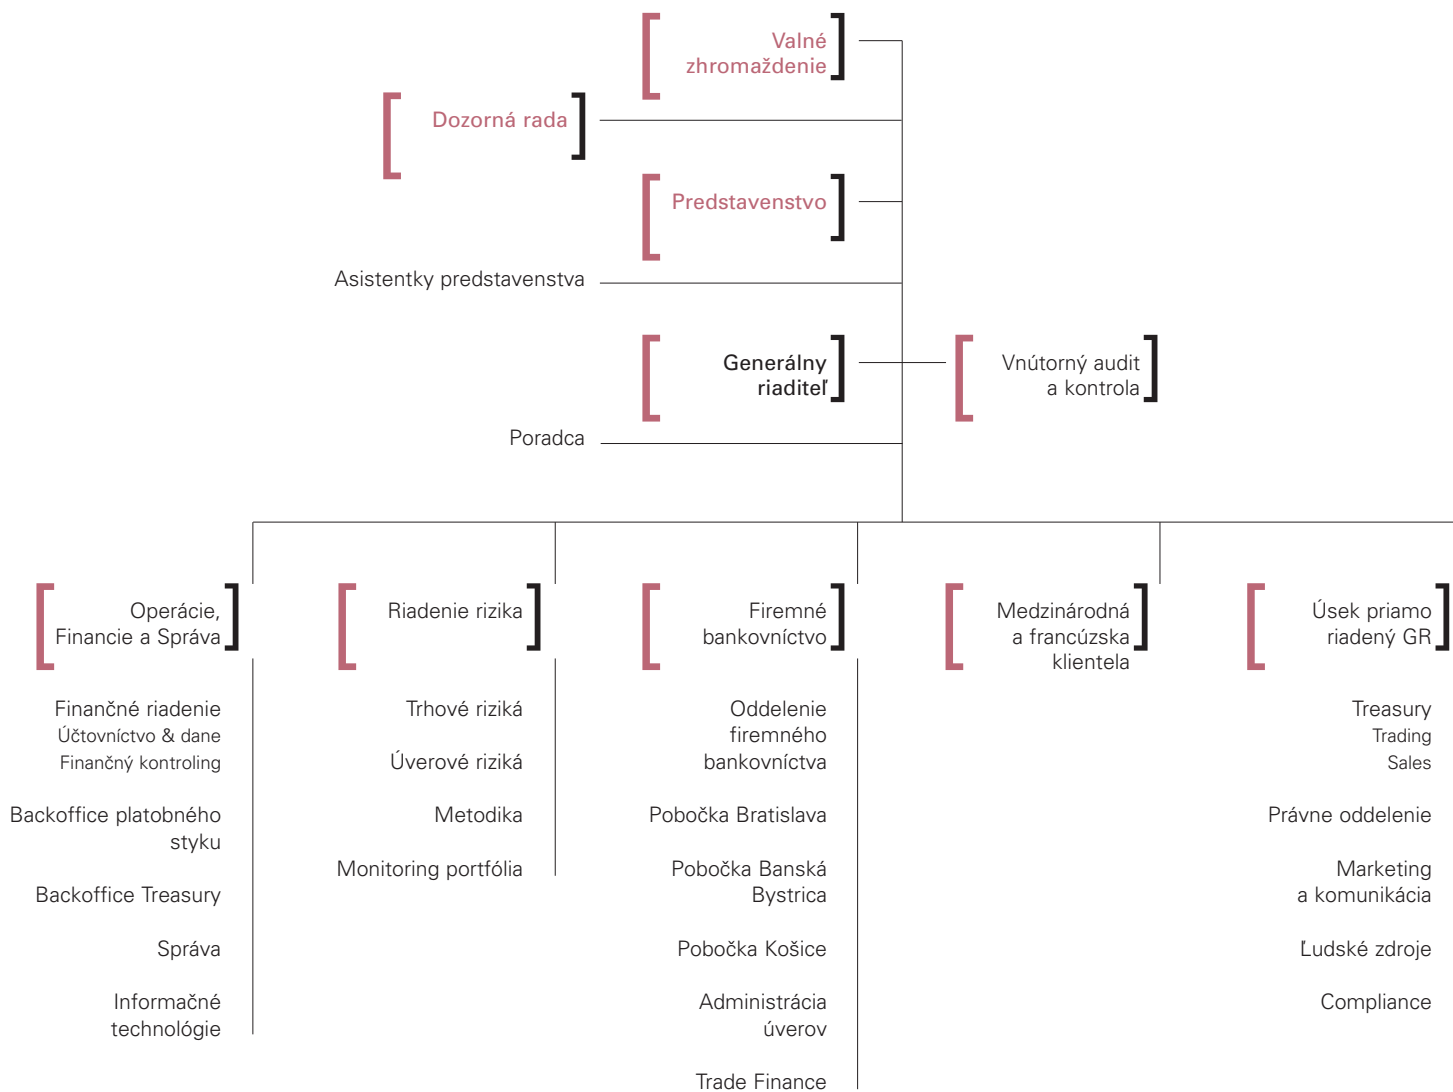 Valné
zhromaždenie
Dozorná rada
Predstavenstvo
Asistentky predstavenstva
Generálny
riaditeľ
Vnútorný audit
a kontrola
Poradca
Operácie,
Financie a Správa
Finančné riadenie
Účtovníctvo & dane
Finančný kontroling
Backoffice platobného
styku
Backoffice Treasury
Správa
Informačné
technológie
Riadenie rizika
Trhové riziká
Úverové riziká
Metodika
Monitoring portfólia
Firemné
bankovníctvo
Oddelenie
firemného
bankovníctva
Pobočka Bratislava
Pobočka Banská
Bystrica
Pobočka Košice
Administrácia
úverov
Trade Finance
Medzinárodná
a francúzska
klientela
Úsek priamo
riadený GR
Treasury
Trading
Sales
Právne oddelenie
Marketing
a komunikácia
Ľudské zdroje
Compliance